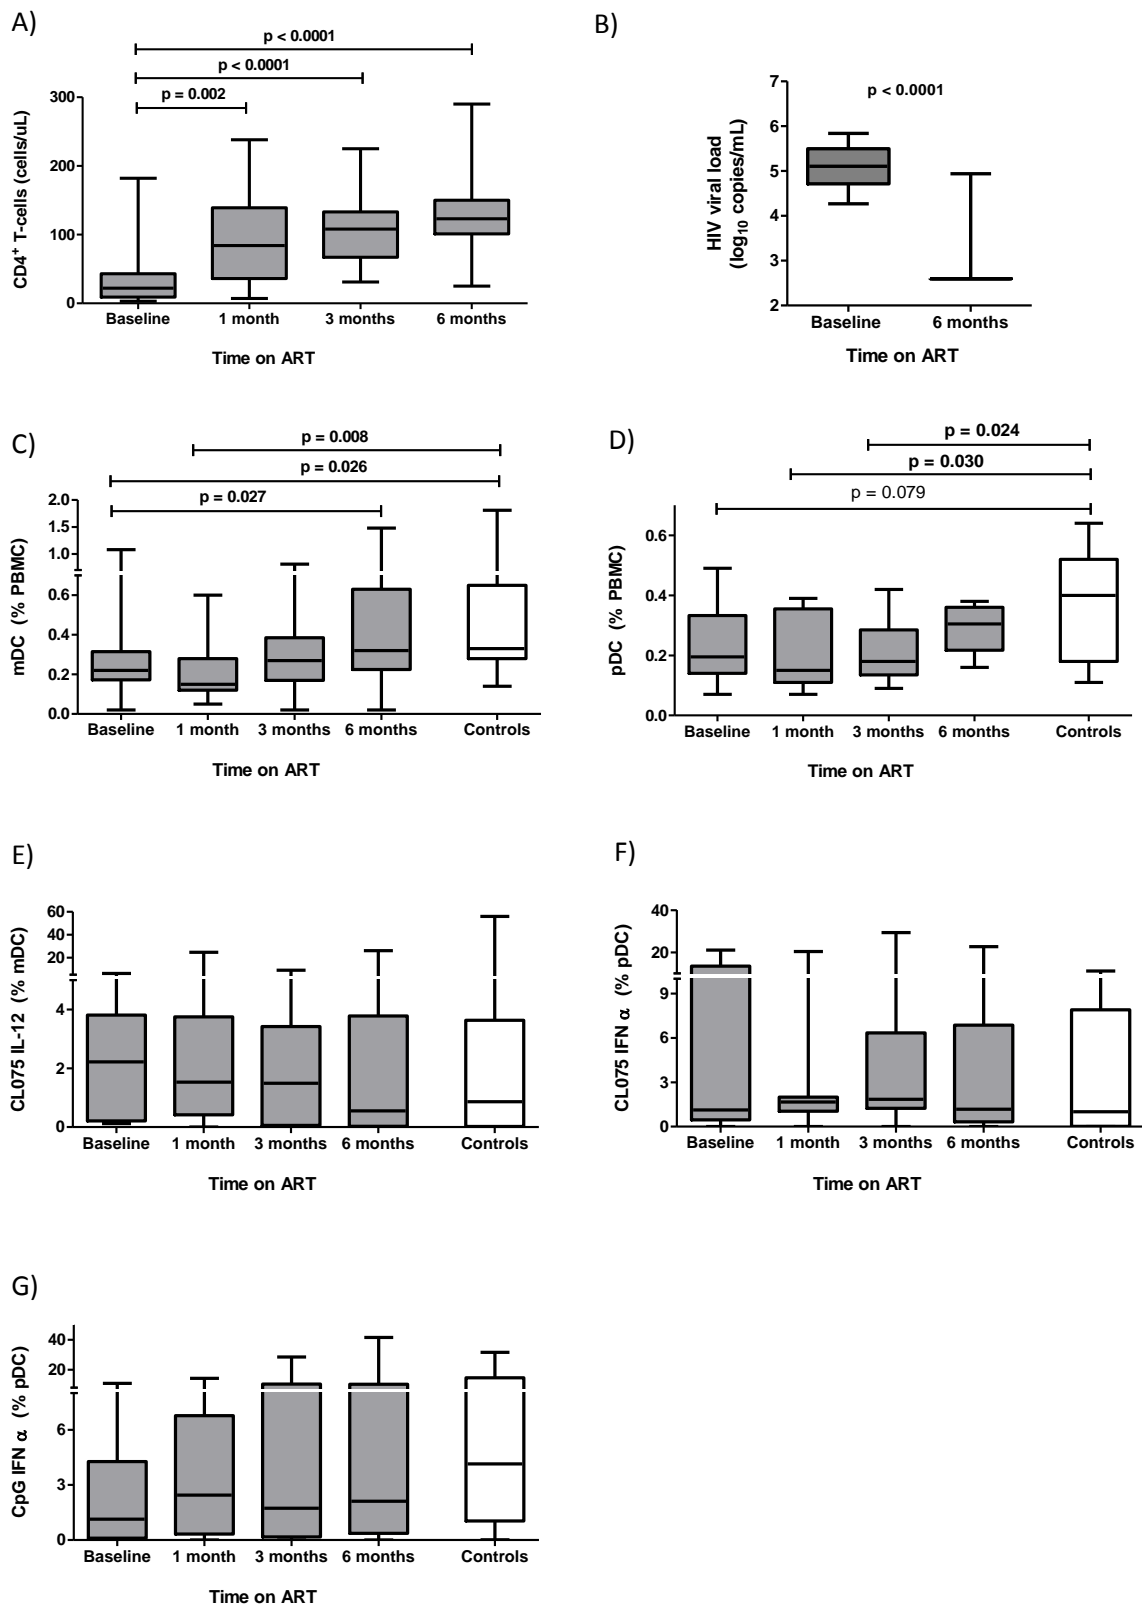 A)
p < 0.0001
p < 0.0001
p = 0.002
CD4+ T-cells (cells/uL)
300
200
100
0
Baseline 1 month 3 months 6 months
Time on ART
B)
p < 0.0001
HIV viral load
(log10 copies/mL)
7
6
5
4
3
2
Baseline 6 months
Time on ART
C)
p = 0.008
p = 0.026
p = 0.027
mDC (% PBMC)
2.0
1.5
1.0
0.6
0.4
0.2
0.0
Baseline 1 month 3 months 6 months Controls
Time on ART
D)
p = 0.024
p = 0.030
p = 0.079
pDC (% PBMC)
0.6
0.4
0.2
0.0
Baseline 1 month 3 months 6 months Controls
Time on ART
E)
CL075 IL-12 (% mDC)
60
40
20
4
2
0
Baseline 1 month 3 months 6 months Controls
Time on ART
F)
CL075 IFN α (% pDC)
40
20
9
6
3
0
Baseline 1 month 3 months 6 months Controls
Time on ART
G)
CpG IFN α (% pDC)
40
20
6
3
0
Baseline 1 month 3 months 6 months Controls
Time on ART